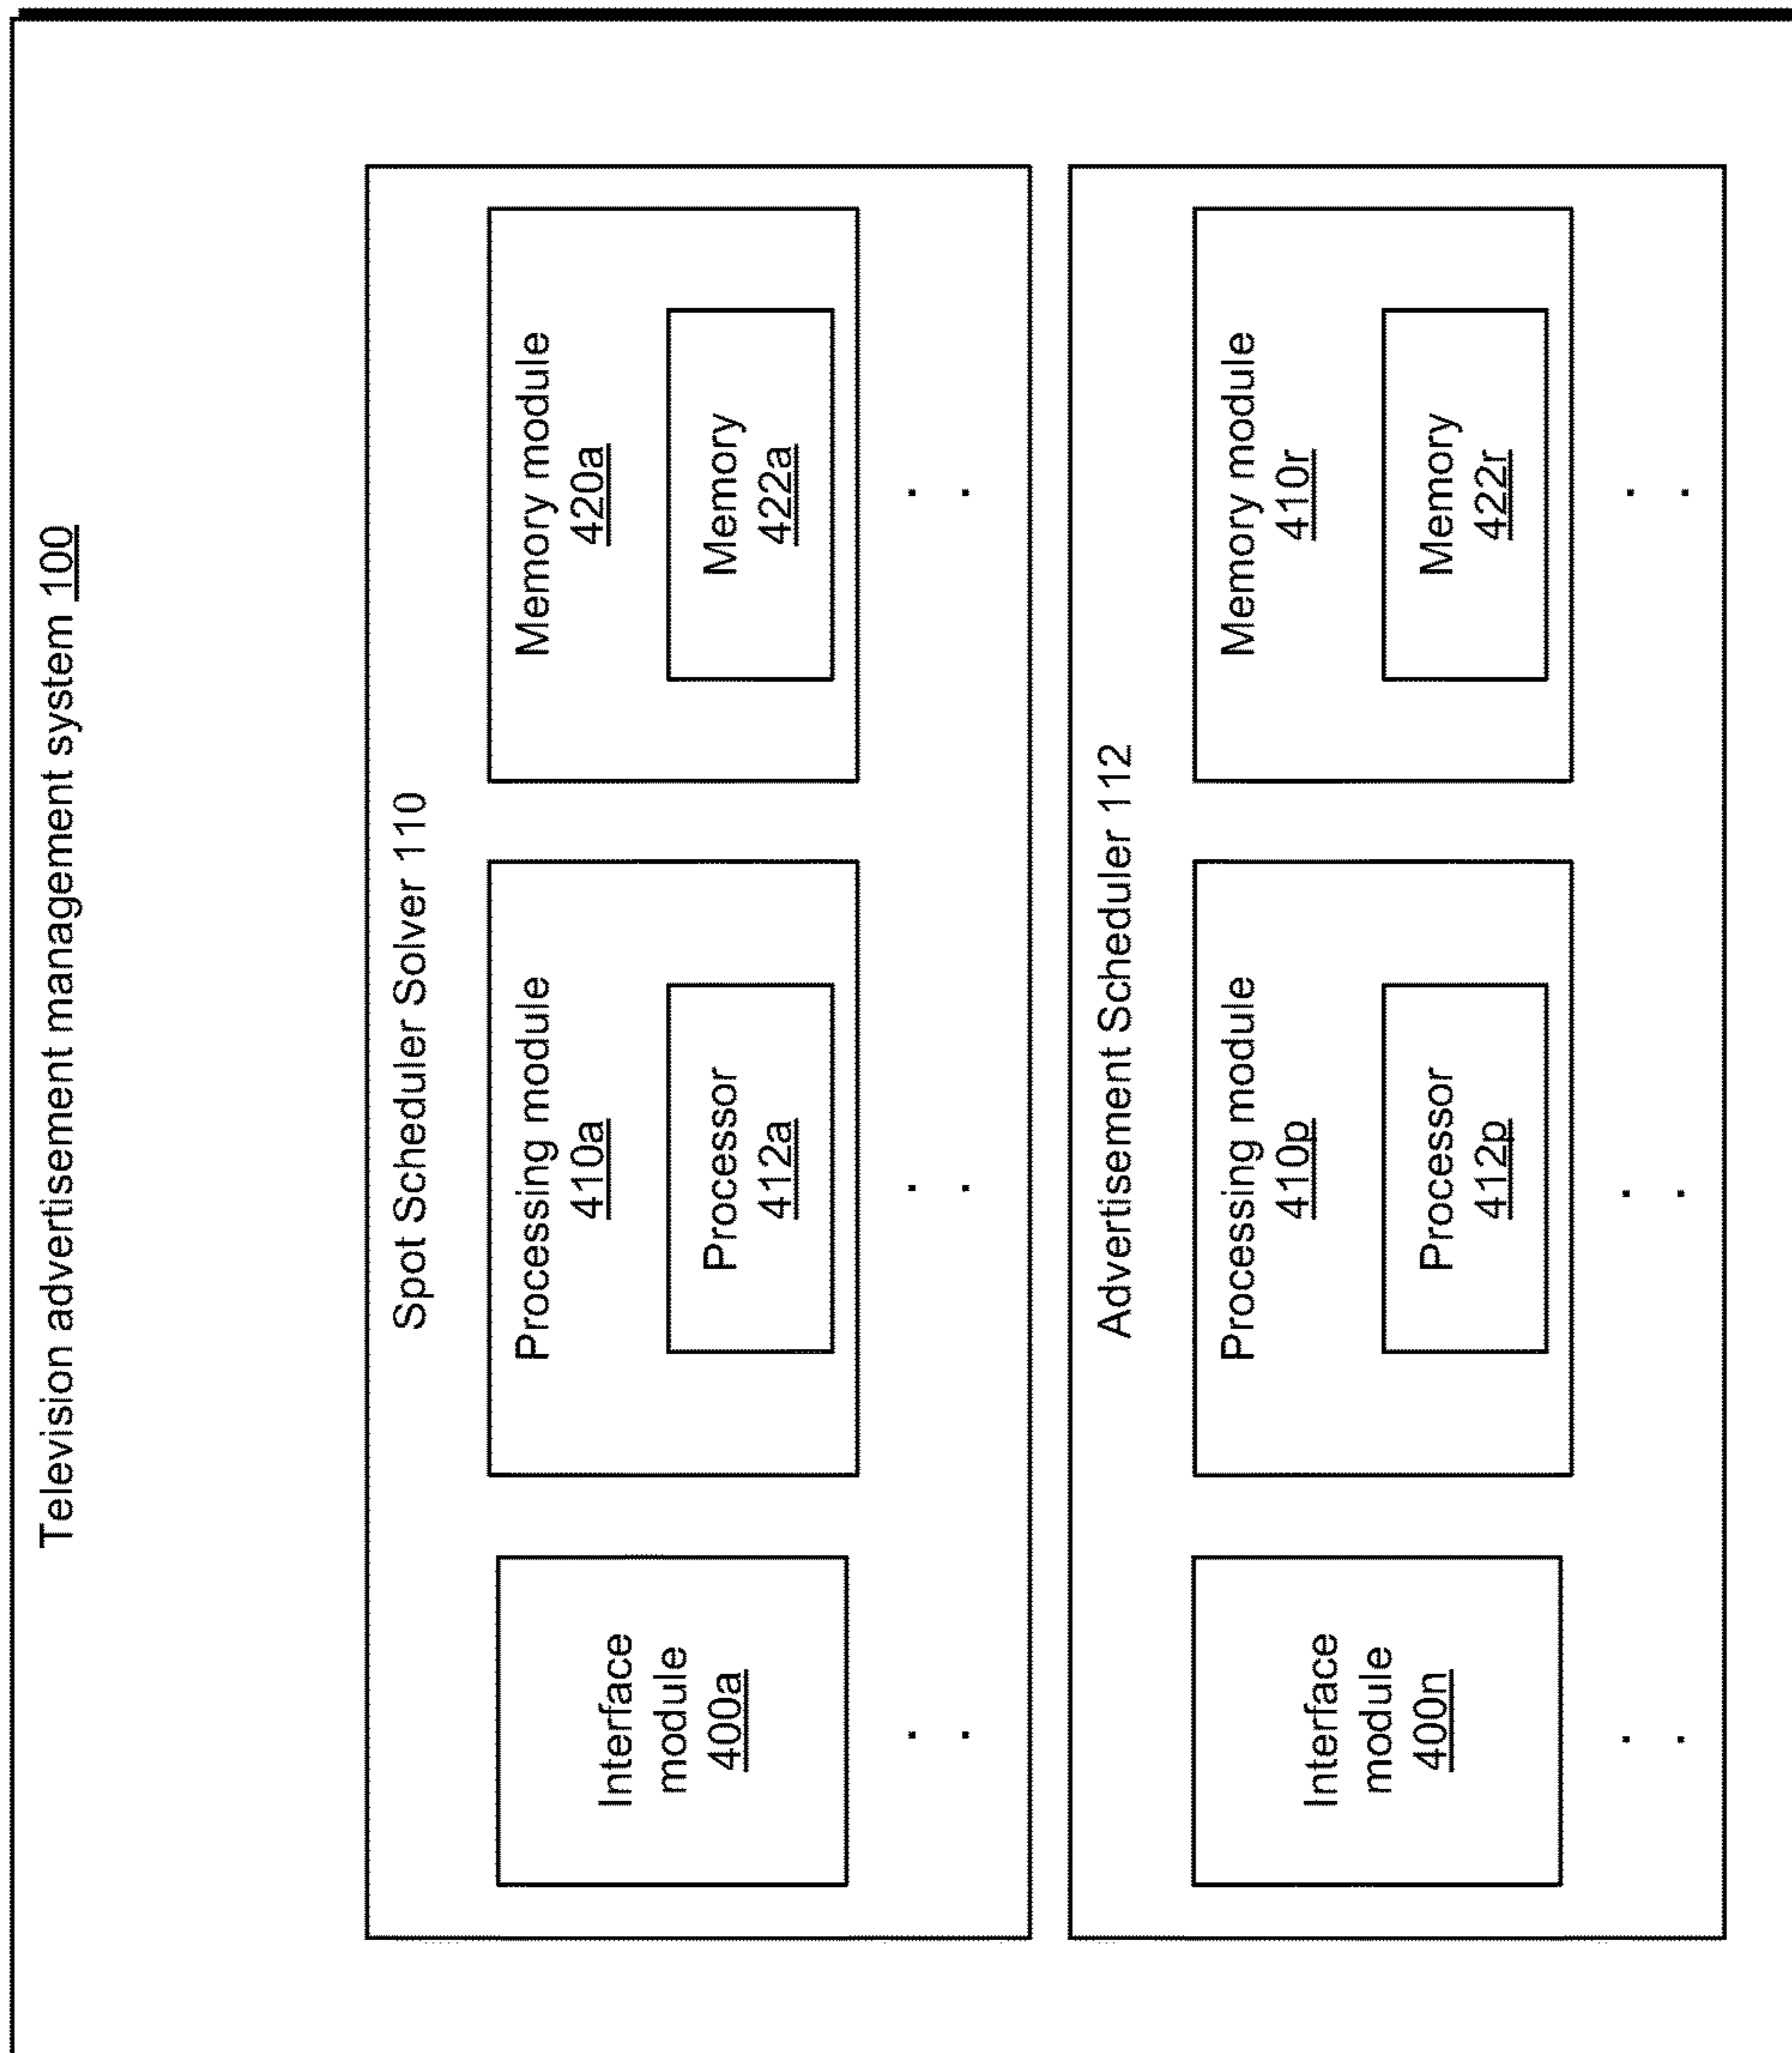 Television advertisement management system 100
Spot Scheduler Solver 110
Interface
module
400a
Processing module
410a
Processor
412a
Memory module
420a
Memory
422a
Advertisement Scheduler 112
Interface
module
400n
Processing module
410p
Processor
412p
Memory module
410r
Memory
422r